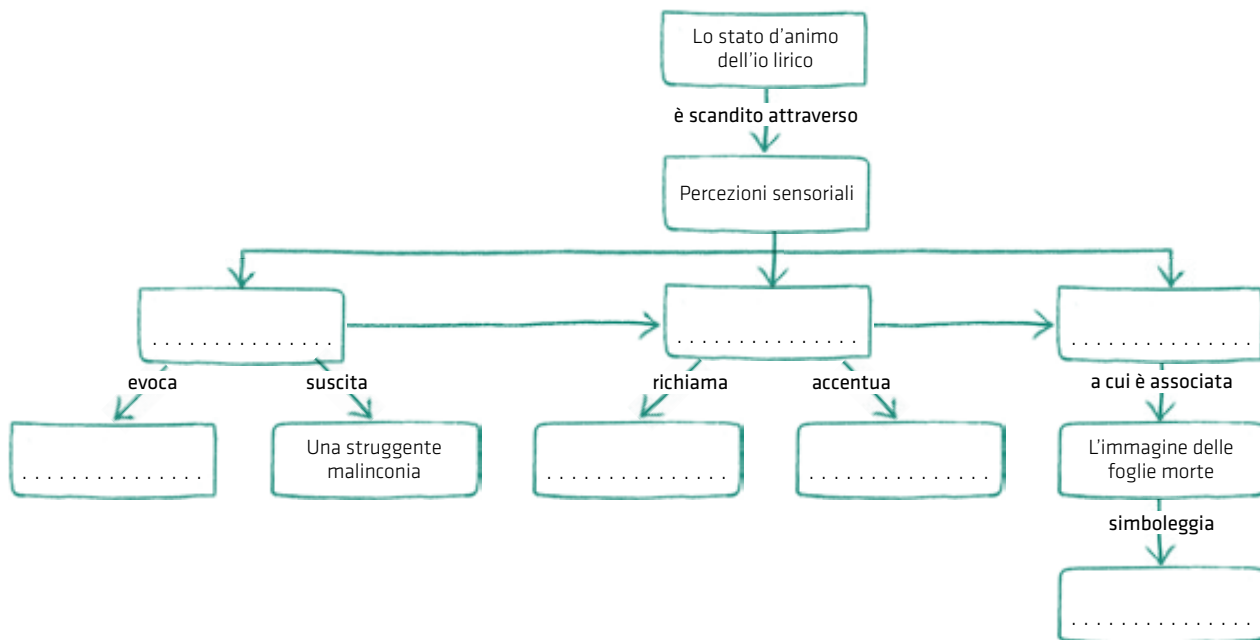 Lo stato d'animo
dell'io lirico
è scandito attraverso
Percezioni sensoriali
. . . . . . . . . . . . . . .
. . . . . . . . . . . . . . .
. . . . . . . . . . . . . . .
evoca
suscita
richiama
accentua
a cui è associata
. . . . . . . . . . . . . . .
Una struggente
malinconia
. . . . . . . . . . . . . . .
. . . . . . . . . . . . . . .
L'immagine delle
foglie morte
simboleggia
. . . . . . . . . . . . . . .